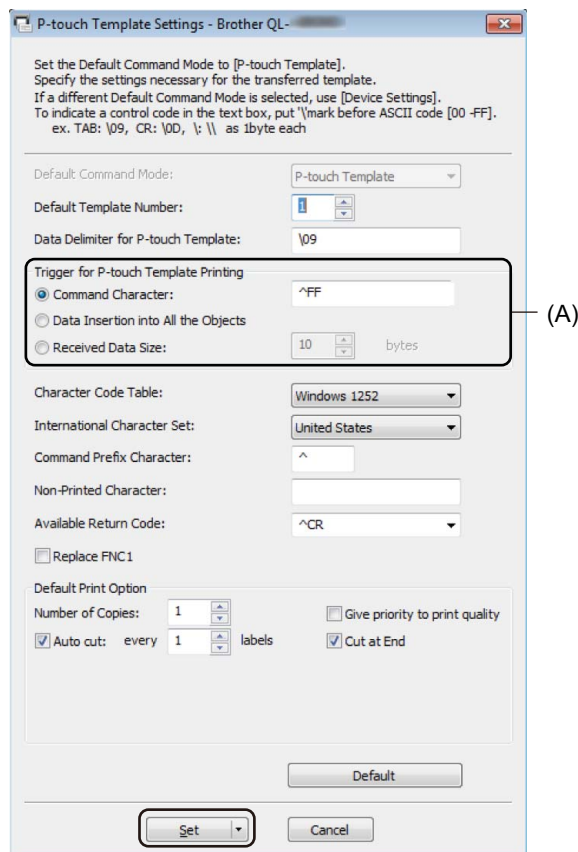 P-touch Template Settings - Brother QL-
Set the Default Command Mode to [P-touch Template].
Specify the settings necessary for the transferred template.
If a different Default Command Mode is selected, use [Device Settings].
To indicate a control code in the text box, put '\'mark before ASCII code [00 -FF].
ex. TAB: \09, CR: \0D, \: \\ as 1byte each
Default Command Mode: P-touch Template
Default Template Number: 1
Data Delimiter for P-touch Template: \09
Trigger for P-touch Template Printing
Command Character: ^FF
(A)
Data Insertion into All the Objects
Received Data Size: 10 bytes
Character Code Table: Windows 1252
International Character Set: United States
Command Prefix Character: ^
Non-Printed Character:
Available Return Code: ^CR
Replace FNC1
Default Print Option
Number of Copies: 1 Give priority to print quality
Auto cut: every 1 labels Cut at End
Default
Set Cancel